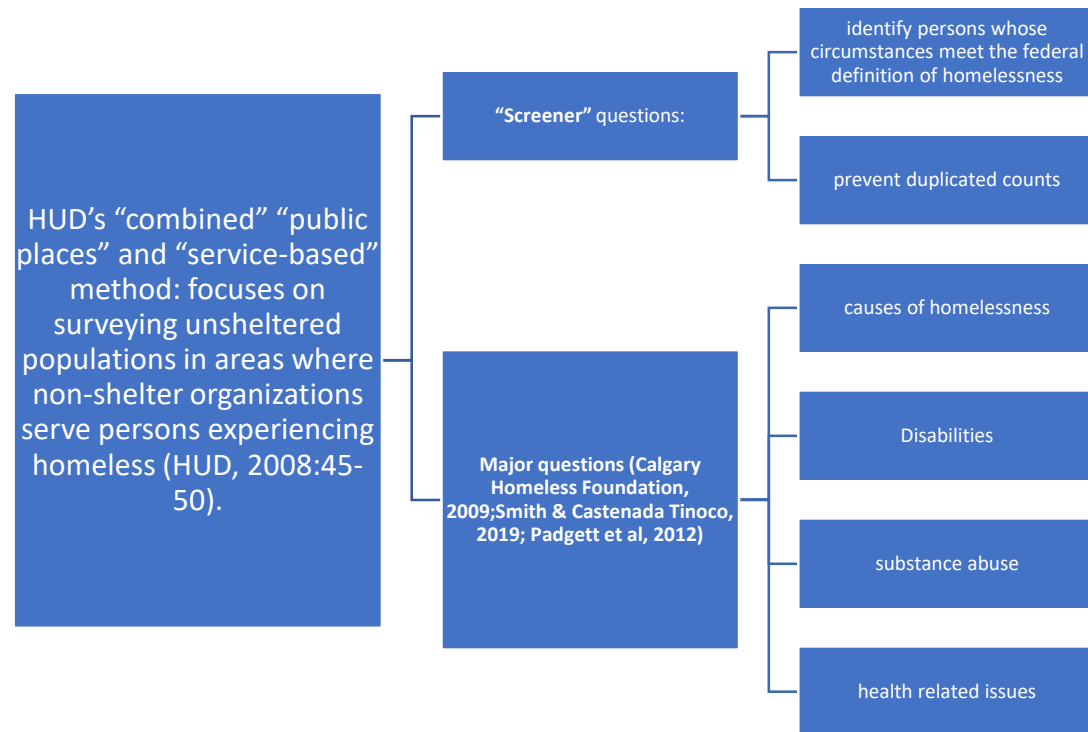 HUD’s “combined” “public
places” and “service-based”
method: focuses on
surveying unsheltered
populations in areas where
non-shelter organizations
serve persons experiencing
homeless (HUD, 2008:45-
50).
“Screener” questions:
identify persons whose
circumstances meet the federal
definition of homelessness
prevent duplicated counts
Major questions (Calgary
Homeless Foundation,
2009;Smith & Castenada Tinoco,
2019; Padgett et al, 2012)
causes of homelessness
Disabilities
substance abuse
health related issues